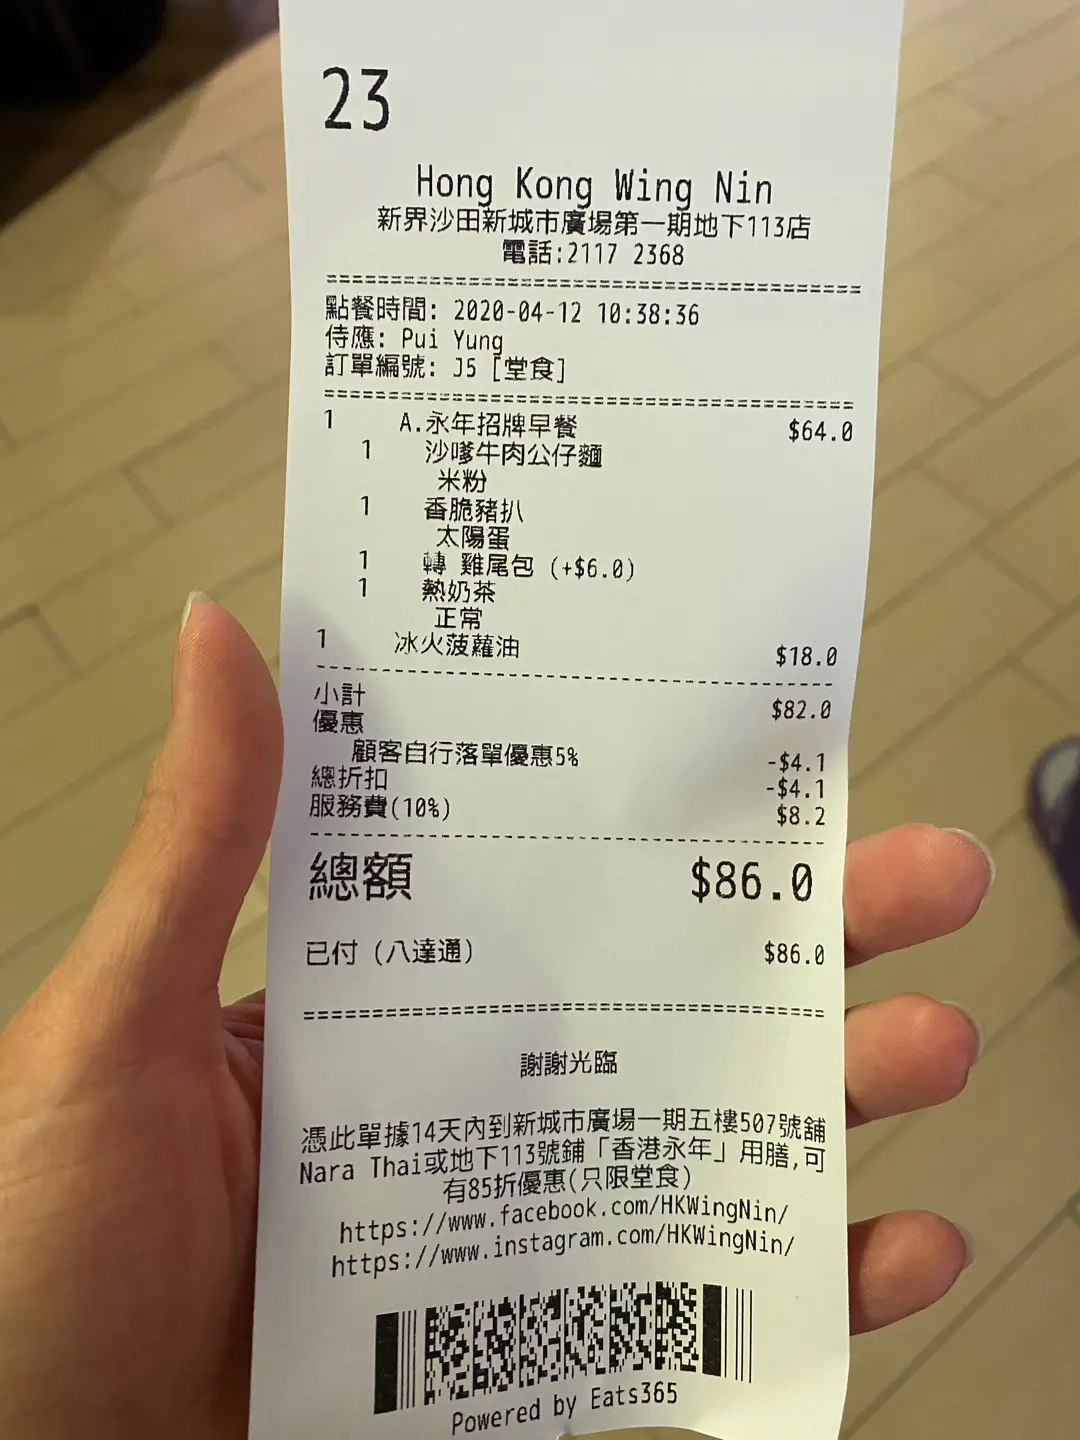 23
Hong Kong Wing Nin
新界沙田新城市廣場第一期地下113店
電話:2117 2368
點餐時間: 2020-04-12 10:38:36
侍應: Pui Yung
訂單編號: J5 [堂食]
1 A.永年招牌早餐 $64.0
1 沙嗲牛肉公仔麵
米粉
1 香脆豬扒
太陽蛋
1 轉 雞尾包 (+$6.0)
1 熱奶茶
正常
1 冰火菠蘿油 $18.0
小計 $82.0
優惠
顧客自行落單優惠5% -$4.1
總折扣 -$4.1
服務費(10%) $8.2
總額 $86.0
已付 (八達通) $86.0
謝謝光臨
憑此單據14天內到新城市廣場一期五樓507號舖
Nara Thai或地下113號鋪「香港永年」用膳,可
有85折優惠(只限堂食)
https://www.facebook.com/HKWingNin/
https://www.instagram.com/HKWingNin/
Powered by Eats365